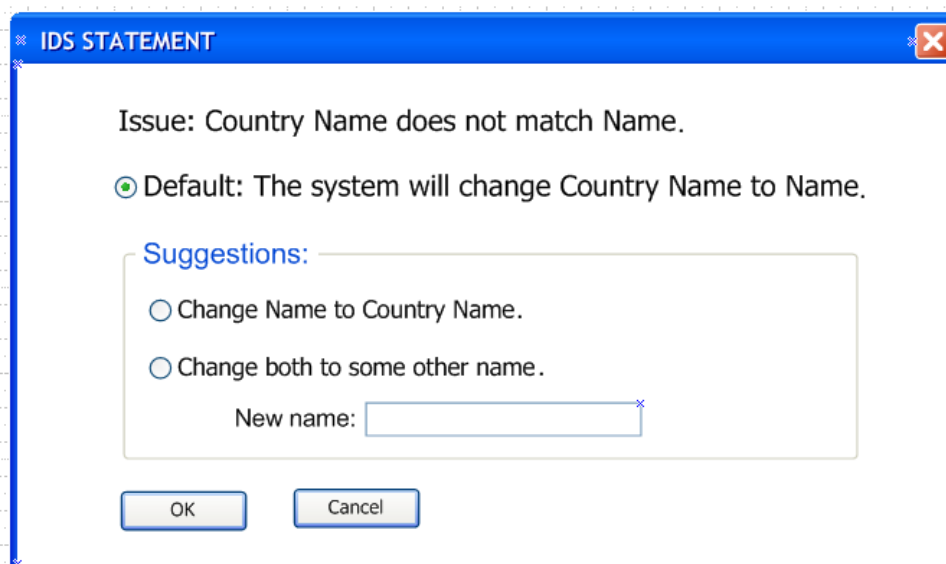 IDS STATEMENT
Issue: Country Name does not match Name.
Default: The system will change Country Name to Name.
Suggestions:
Change Name to Country Name.
Change both to some other name.
New name:
OK
Cancel